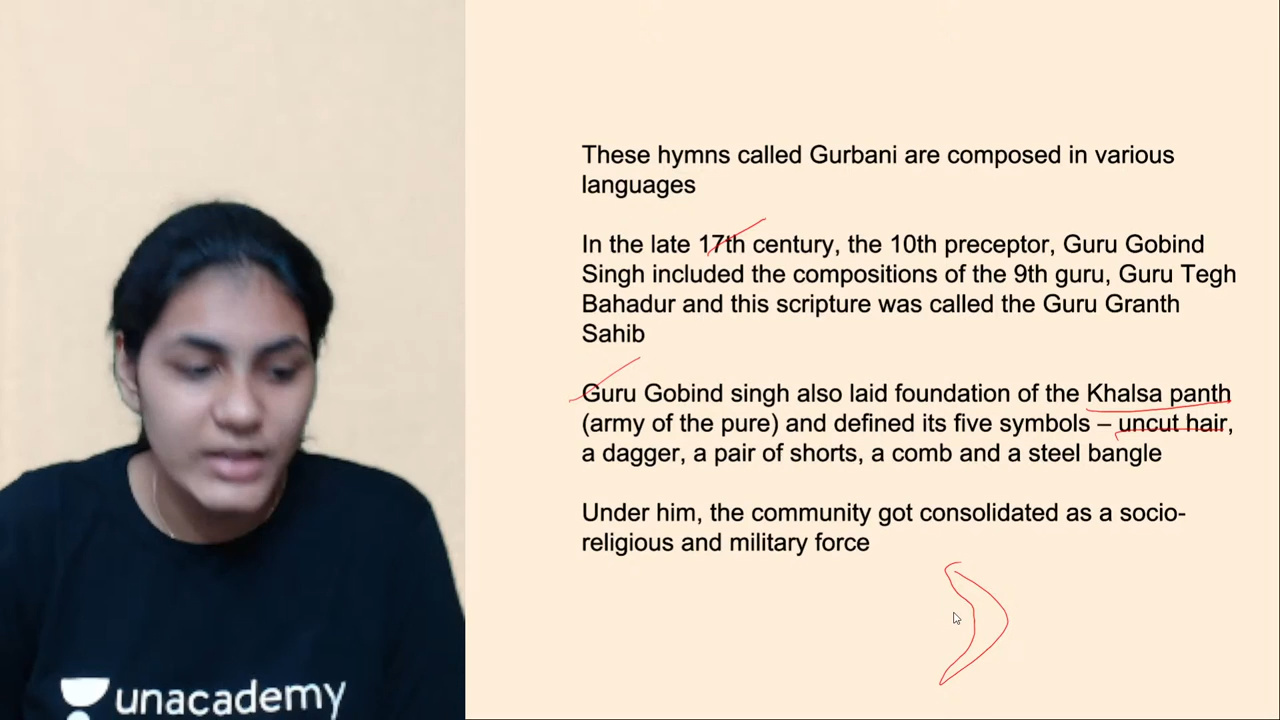 These hymns called Gurbani are composed in various
languages
In the late 17th century, the 10th preceptor, Guru Gobind
Singh included the compositions of the 9th guru, Guru Tegh
Bahadur and this scripture was called the Guru Granth
Sahib
Guru Gobind singh also laid foundation of the Khalsa panth
(army of the pure) and defined its five symbols – uncut hair,
a dagger, a pair of shorts, a comb and a steel bangle
Under him, the community got consolidated as a socio-
religious and military force
unacademy